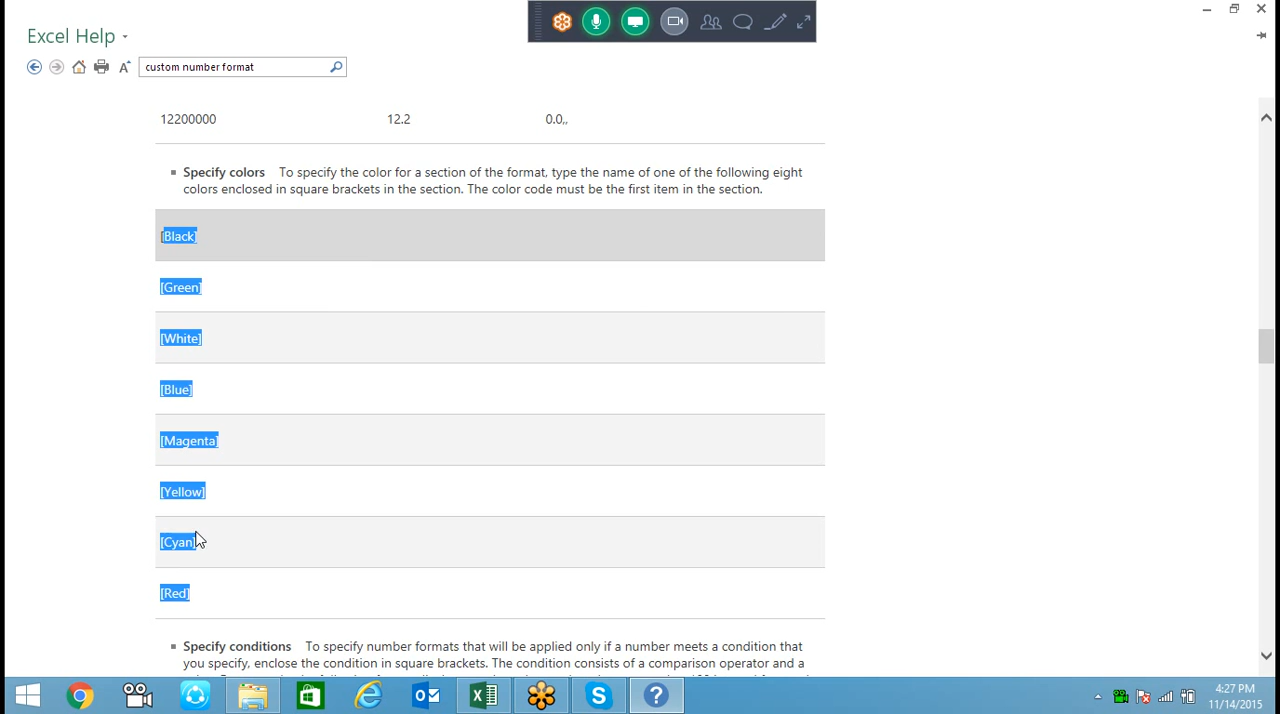 Excel Help
custom number format
12200000 12.2 0.0,,
Specify colors To specify the color for a section of the format, type the name of one of the following eight
colors enclosed in square brackets in the section. The color code must be the first item in the section.
[Black]
[Green]
[White]
[Blue]
[Magenta]
[Yellow]
[Cyan]
[Red]
Specify conditions To specify number formats that will be applied only if a number meets a condition that
you specify, enclose the condition in square brackets. The condition consists of a comparison operator and a
4:27 PM
11/14/2015